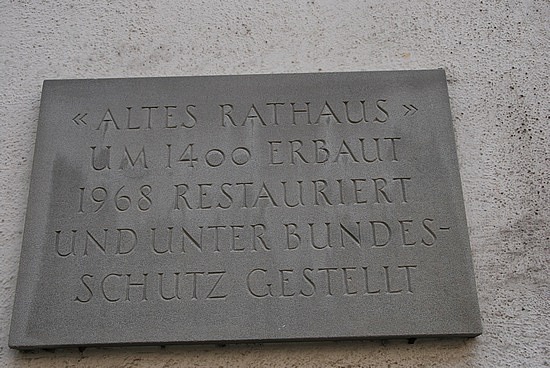 « ALTES RATHAUS »
UM 1400 ERBAUT
1968 RESTAURIERT
UND UNTER BUNDES-
SCHUTZ GESTELLT